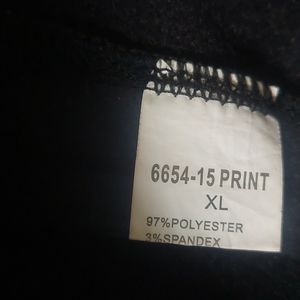 6654-15 PRINT
XL
97%POLYESTER
3%SPANDEX